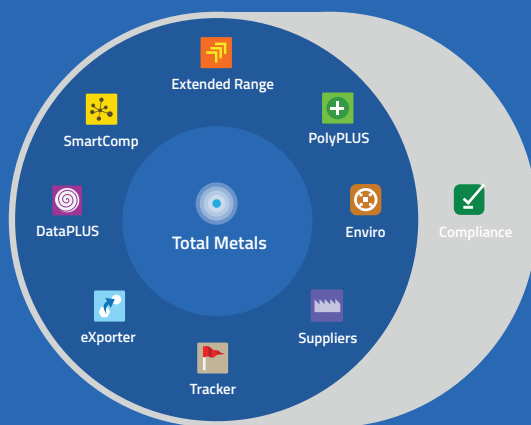 Extended Range
SmartComp
PolyPLUS
DataPLUS
Total Metals
Enviro
Compliance
eXporter
Suppliers
Tracker